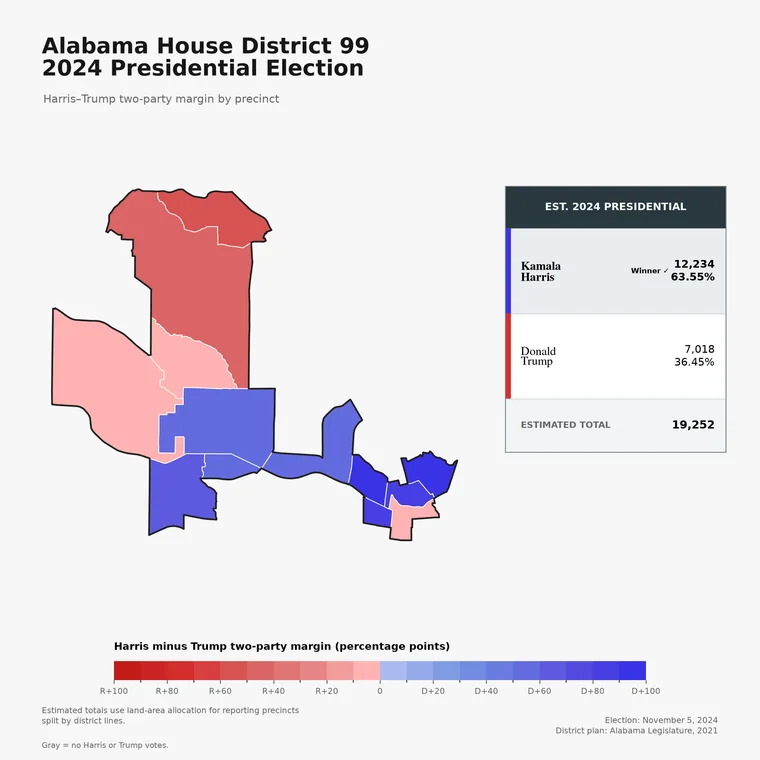 Alabama House District 99
2024 Presidential Election
Harris–Trump two-party margin by precinct
EST. 2024 PRESIDENTIAL
Kamala
Harris
Winner ✓
12,234
63.55%
Donald
Trump
7,018
36.45%
ESTIMATED TOTAL
19,252
Harris minus Trump two-party margin (percentage points)
R+100 R+80 R+60 R+40 R+20 0 D+20 D+40 D+60 D+80 D+100
Estimated totals use land-area allocation for reporting precincts
split by district lines.
Gray = no Harris or Trump votes.
Election: November 5, 2024
District plan: Alabama Legislature, 2021